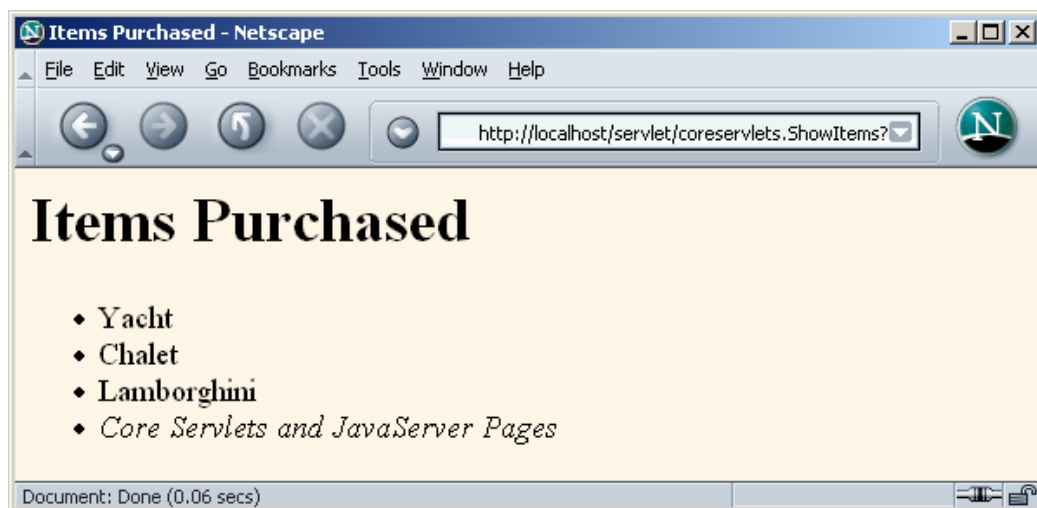 Items Purchased - Netscape
File Edit View Go Bookmarks Tools Window Help
http://localhost/servlet/coreservlets.ShowItems?
N
Items Purchased
Yacht
Chalet
Lamborghini
Core Servlets and JavaServer Pages
Document: Done (0.06 secs)